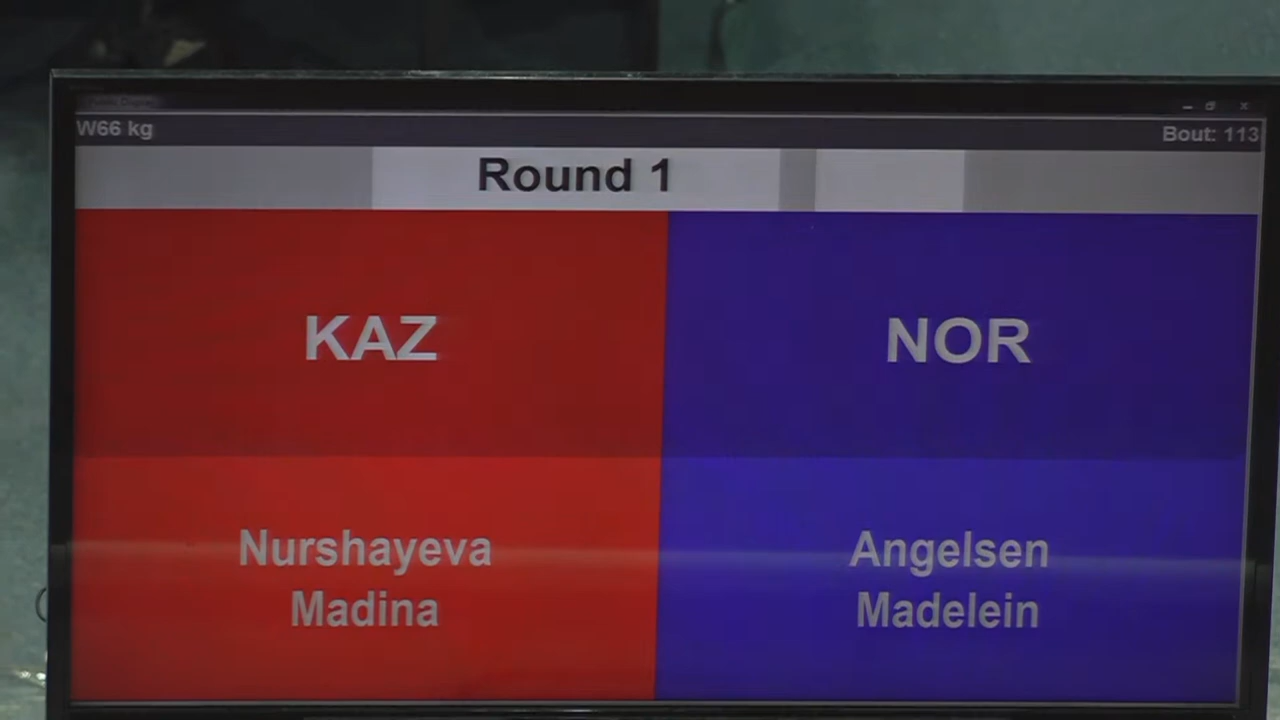 W66 kg
Bout: 113
Round 1
KAZ
NOR
Nurshayeva
Madina
Angelsen
Madelein